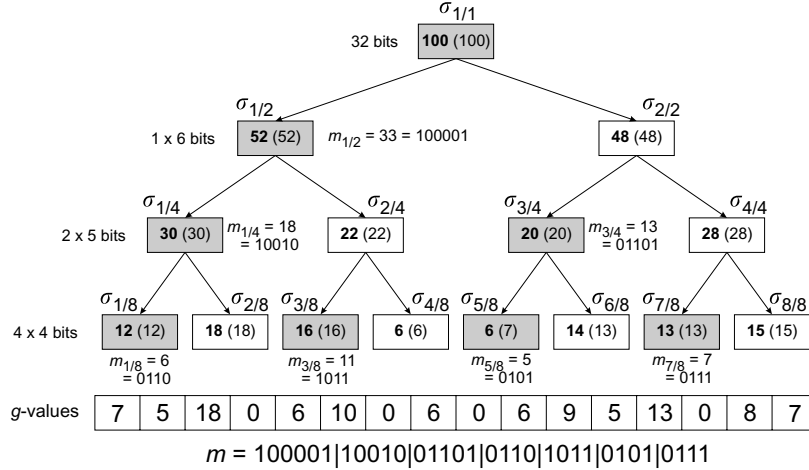 σ1/1
32 bits 100 (100)
σ1/2 σ2/2
1 x 6 bits 52 (52) m1/2 = 33 = 100001 48 (48)
σ1/4 σ2/4 σ3/4 σ4/4
2 x 5 bits 30 (30) m1/4 = 18 = 10010 22 (22) 20 (20) m3/4 = 13 = 01101 28 (28)
σ1/8 σ2/8 σ3/8 σ4/8 σ5/8 σ6/8 σ7/8 σ8/8
4 x 4 bits 12 (12) 18 (18) 16 (16) 6 (6) 6 (7) 14 (13) 13 (13) 15 (15)
m1/8 = 6 m3/8 = 11 m5/8 = 5 m7/8 = 7
= 0110 = 1011 = 0101 = 0111
g-values 7 5 18 0 6 10 0 6 0 6 9 5 13 0 8 7
m = 100001|10010|01101|0110|1011|0101|0111